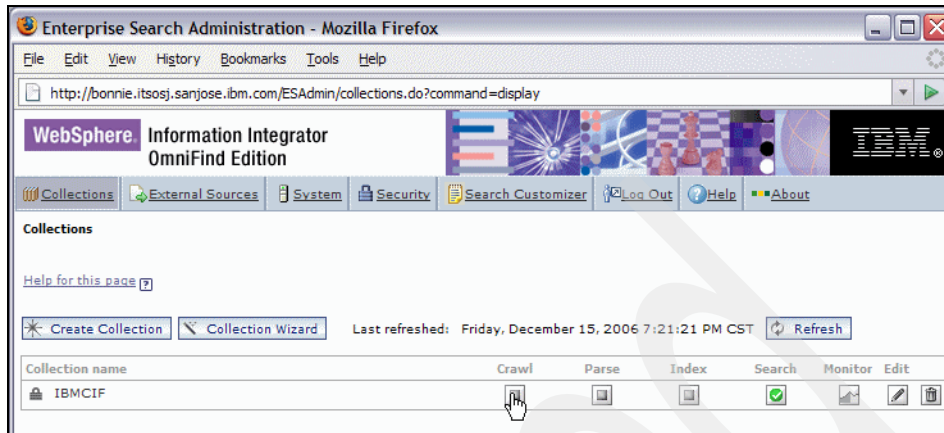 Enterprise Search Administration - Mozilla Firefox
File Edit View History Bookmarks Tools Help
http://bonnie.itsosj.sanjose.ibm.com/ESAdmin/collections.do?command=display
WebSphere. Information Integrator
OmniFind Edition
IBM®
Collections External Sources System Security Search Customizer Log Out Help About
Collections
Help for this page ?
Create Collection Collection Wizard Last refreshed: Friday, December 15, 2006 7:21:21 PM CST Refresh
Collection name Crawl Parse Index Search Monitor Edit
IBMCIF